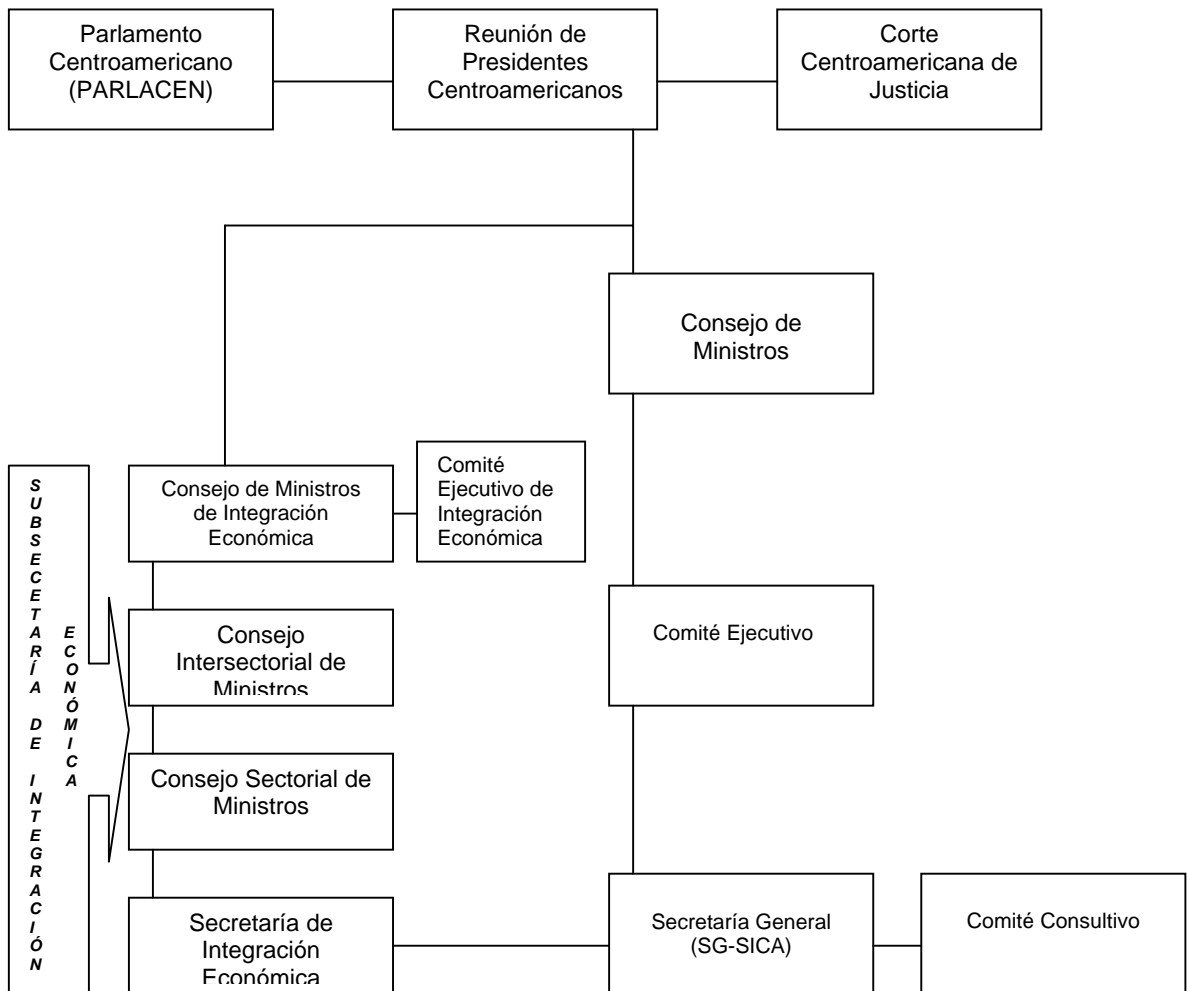 Parlamento
Centroamericano
(PARLACEN)
Reunión de
Presidentes
Centroamericanos
Corte
Centroamericana de
Justicia
Consejo de
Ministros
Consejo de Ministros
de Integración
Económica
Comité
Ejecutivo de
Integración
Económica
SUBSECETARÍA DE INTEGRACIÓN
ECONÓMICA
Consejo
Intersectorial de
Ministros
Comité Ejecutivo
Consejo Sectorial de
Ministros
Secretaría de
Integración
Económica
Secretaría General
(SG-SICA)
Comité Consultivo